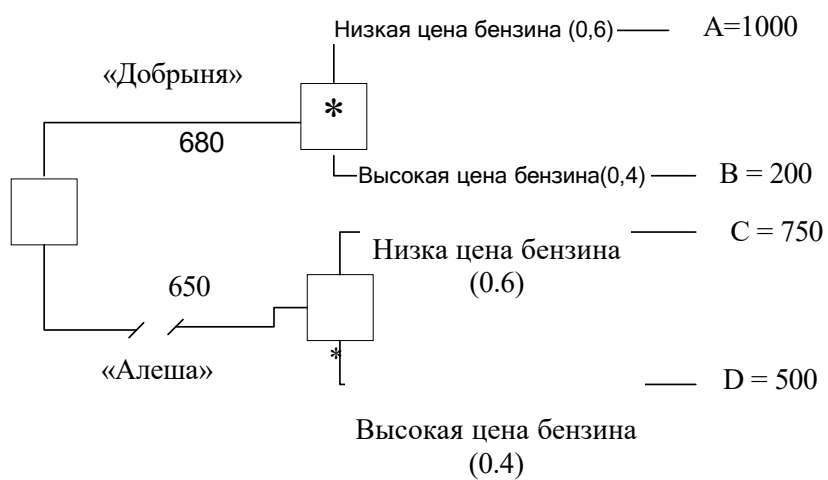 Низкая цена бензина (0,6)
A=1000
«Добрыня»
*
680
Высокая цена бензина(0,4)
B = 200
C = 750
Низка цена бензина
(0.6)
650
*
«Алеша»
D = 500
Высокая цена бензина
(0.4)